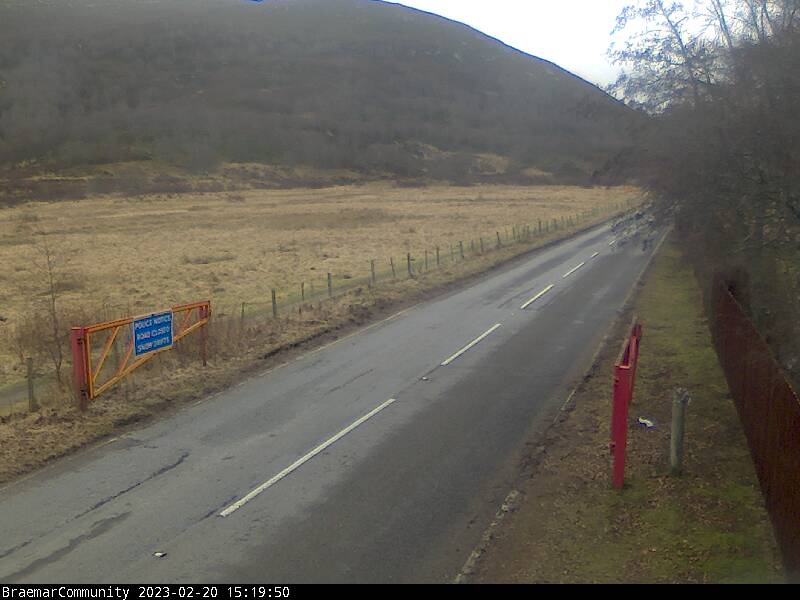 POLICE NOTICE
ROAD CLOSED
SNOW DRIFTS
BraemarCommunity 2023-02-20 15:19:50